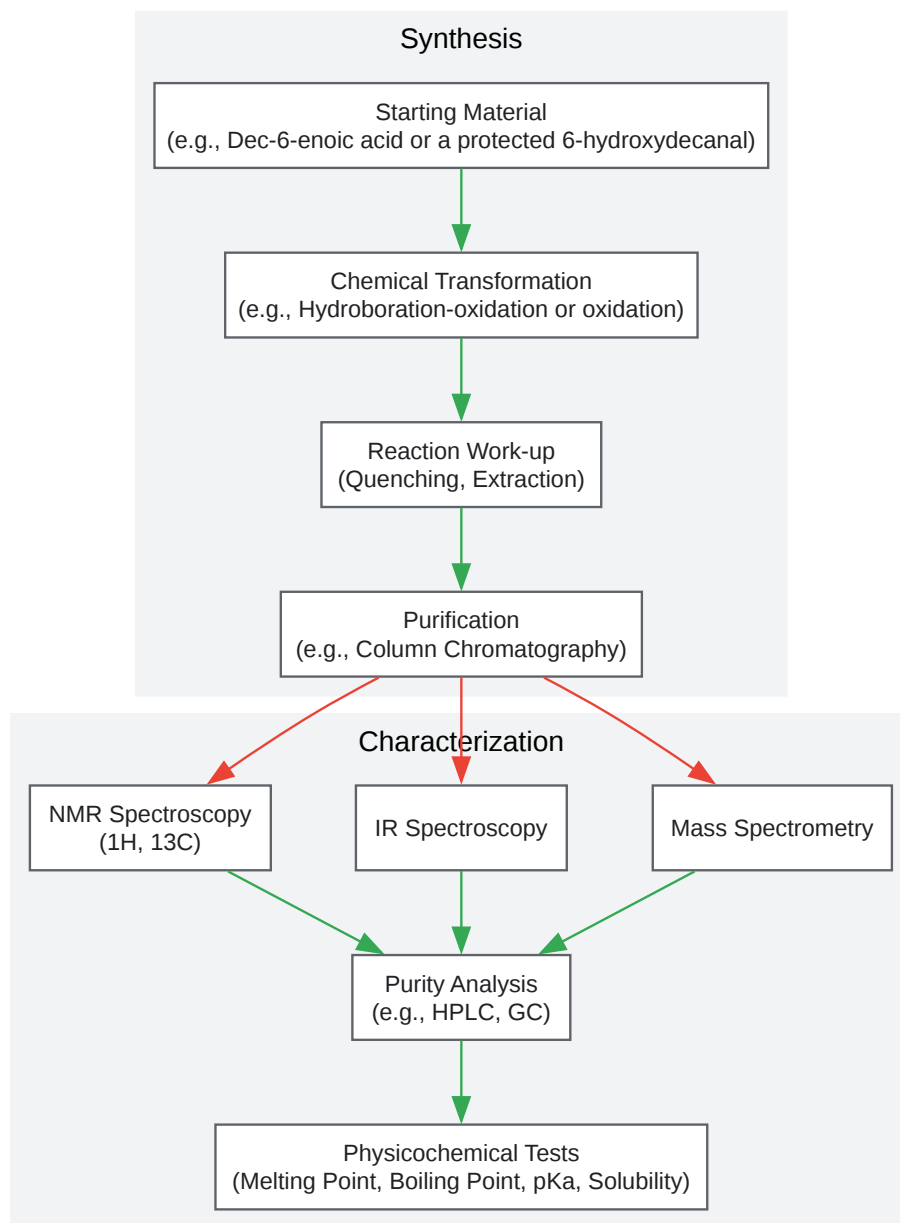 Synthesis
Starting Material
(e.g., Dec-6-enoic acid or a protected 6-hydroxydecanal)
Chemical Transformation
(e.g., Hydroboration-oxidation or oxidation)
Reaction Work-up
(Quenching, Extraction)
Purification
(e.g., Column Chromatography)
Characterization
NMR Spectroscopy
(1H, 13C)
IR Spectroscopy
Mass Spectrometry
Purity Analysis
(e.g., HPLC, GC)
Physicochemical Tests
(Melting Point, Boiling Point, pKa, Solubility)